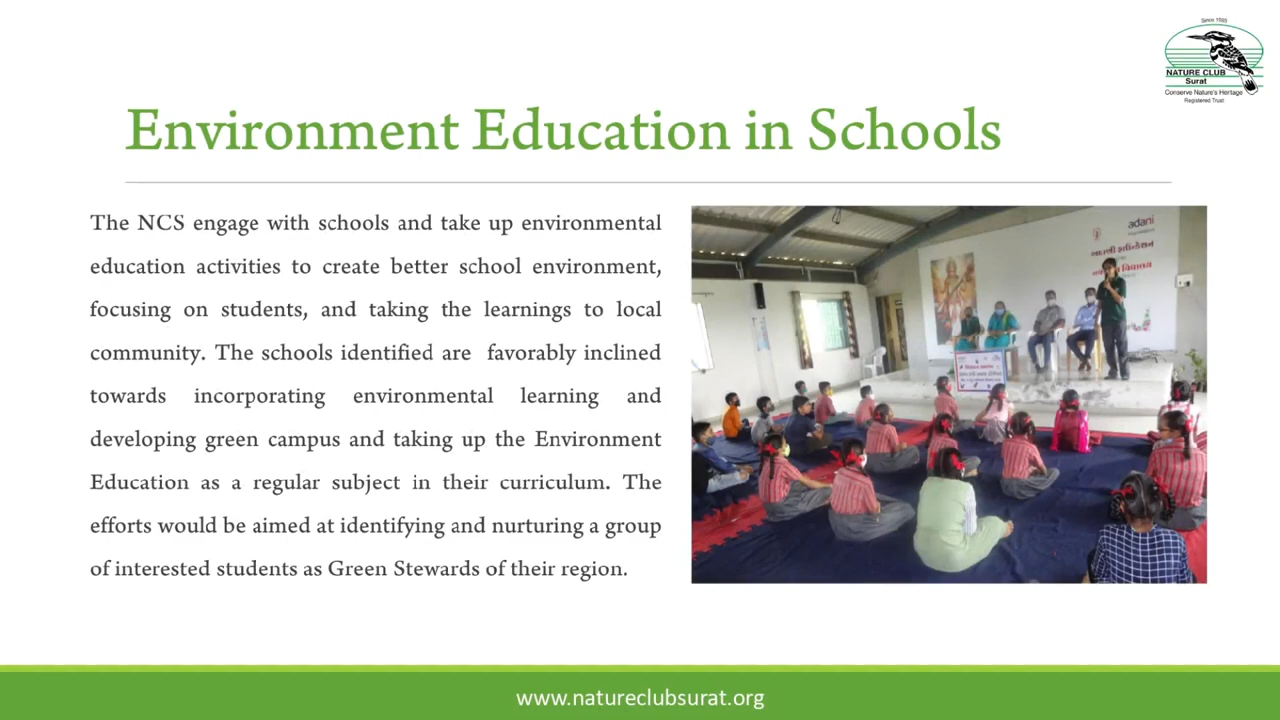 Since 1985
NATURE CLUB
Surat
Conserve Nature's Heritage
Registered Trust
Environment Education in Schools
The NCS engage with schools and take up environmental
education activities to create better school environment,
focusing on students, and taking the learnings to local
community. The schools identified are favorably inclined
towards incorporating environmental learning and
developing green campus and taking up the Environment
Education as a regular subject in their curriculum. The
efforts would be aimed at identifying and nurturing a group
of interested students as Green Stewards of their region.
adani
www.natureclubsurat.org